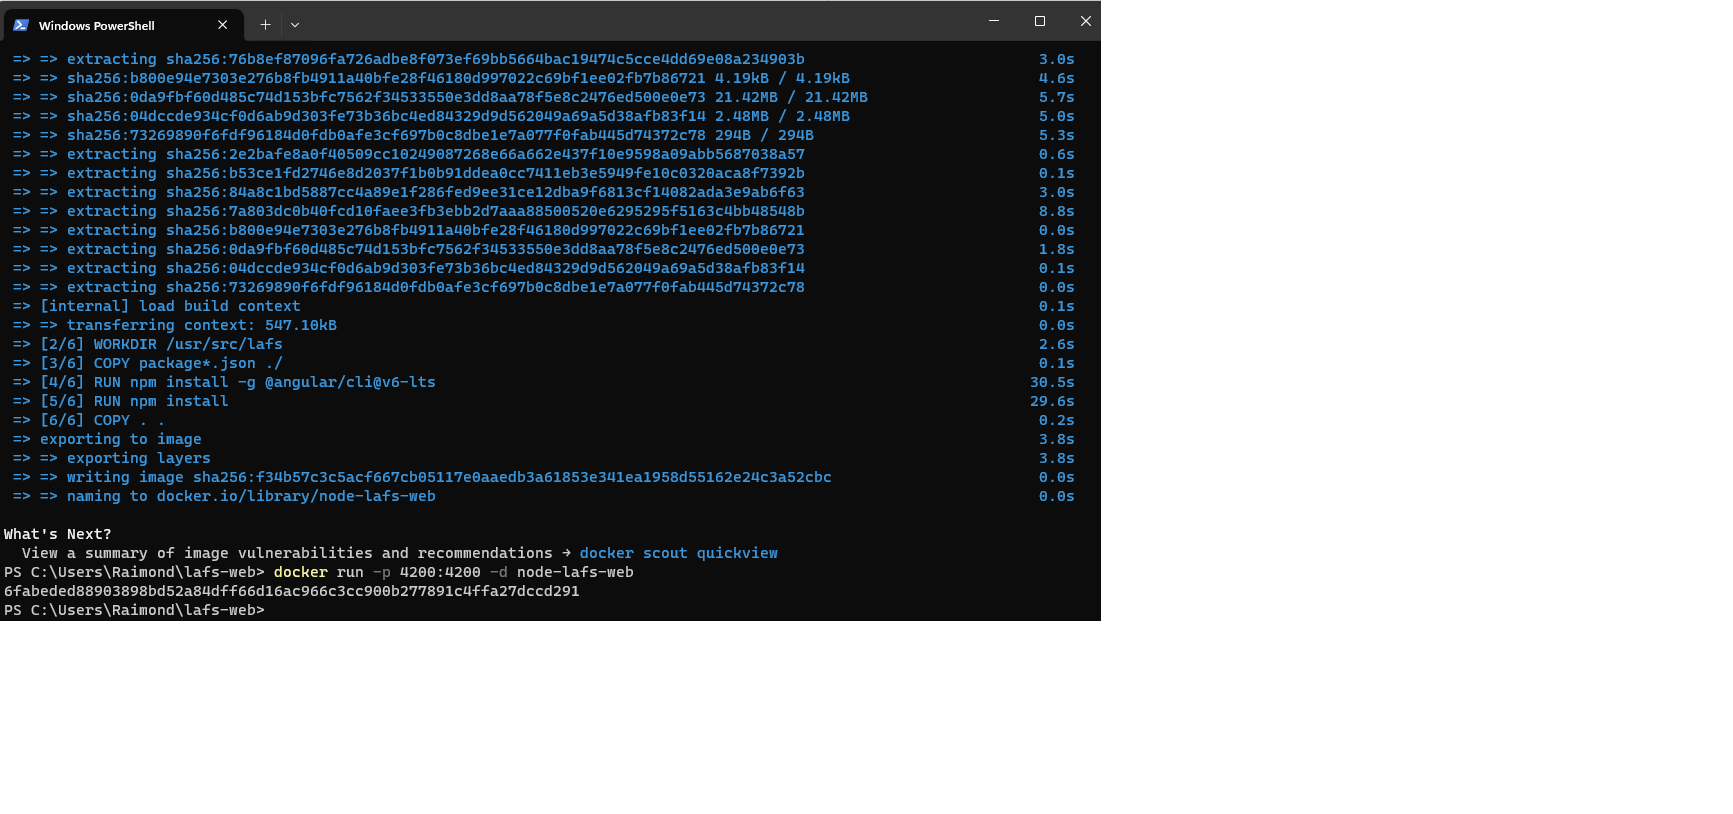 Windows PowerShell
=> => extracting sha256:76b8ef87096fa726adbe8f073ef69bb5664bac19474c5cce4dd69e08a234903b 3.0s
=> => sha256:b800e94e7303e276b8fb4911a40bfe28f46180d997022c69bf1ee02fb7b86721 4.19kB / 4.19kB 4.6s
=> => sha256:0da9fbf60d485c74d153bfc7562f34533550e3dd8aa78f5e8c2476ed500e0e73 21.42MB / 21.42MB 5.7s
=> => sha256:04dccde934cf0d6ab9d303fe73b36bc4ed84329d9d562049a69a5d38afb83f14 2.48MB / 2.48MB 5.0s
=> => sha256:73269890f6fdf96184d0fdb0afe3cf697b0c8dbe1e7a077f0fab445d74372c78 294B / 294B 5.3s
=> => extracting sha256:2e2bafe8a0f40509cc10249087268e66a662e437f10e9598a09abb5687038a57 0.6s
=> => extracting sha256:b53ce1fd2746e8d2037f1b0b91ddea0cc7411eb3e5949fe10c0320aca8f7392b 0.1s
=> => extracting sha256:84a8c1bd5887cc4a89e1f286fed9ee31ce12dba9f6813cf14082ada3e9ab6f63 3.0s
=> => extracting sha256:7a803dc0b40fcd10faee3fb3ebb2d7aaa88500520e6295295f5163c4bb48548b 8.8s
=> => extracting sha256:b800e94e7303e276b8fb4911a40bfe28f46180d997022c69bf1ee02fb7b86721 0.0s
=> => extracting sha256:0da9fbf60d485c74d153bfc7562f34533550e3dd8aa78f5e8c2476ed500e0e73 1.8s
=> => extracting sha256:04dccde934cf0d6ab9d303fe73b36bc4ed84329d9d562049a69a5d38afb83f14 0.1s
=> => extracting sha256:73269890f6fdf96184d0fdb0afe3cf697b0c8dbe1e7a077f0fab445d74372c78 0.0s
=> [internal] load build context 0.1s
=> => transferring context: 547.10kB 0.0s
=> [2/6] WORKDIR /usr/src/lafs 2.6s
=> [3/6] COPY package*.json ./ 0.1s
=> [4/6] RUN npm install -g @angular/cli@v6-lts 30.5s
=> [5/6] RUN npm install 29.6s
=> [6/6] COPY . . 0.2s
=> exporting to image 3.8s
=> => exporting layers 3.8s
=> => writing image sha256:f34b57c3c5acf667cb05117e0aaedb3a61853e341ea1958d55162e24c3a52cbc 0.0s
=> => naming to docker.io/library/node-lafs-web 0.0s
What's Next?
View a summary of image vulnerabilities and recommendations → docker scout quickview
PS C:\Users\Raimond\lafs-web> docker run -p 4200:4200 -d node-lafs-web
6fabeded88903898bd52a84dff66d16ac966c3cc900b277891c4ffa27dccd291
PS C:\Users\Raimond\lafs-web>